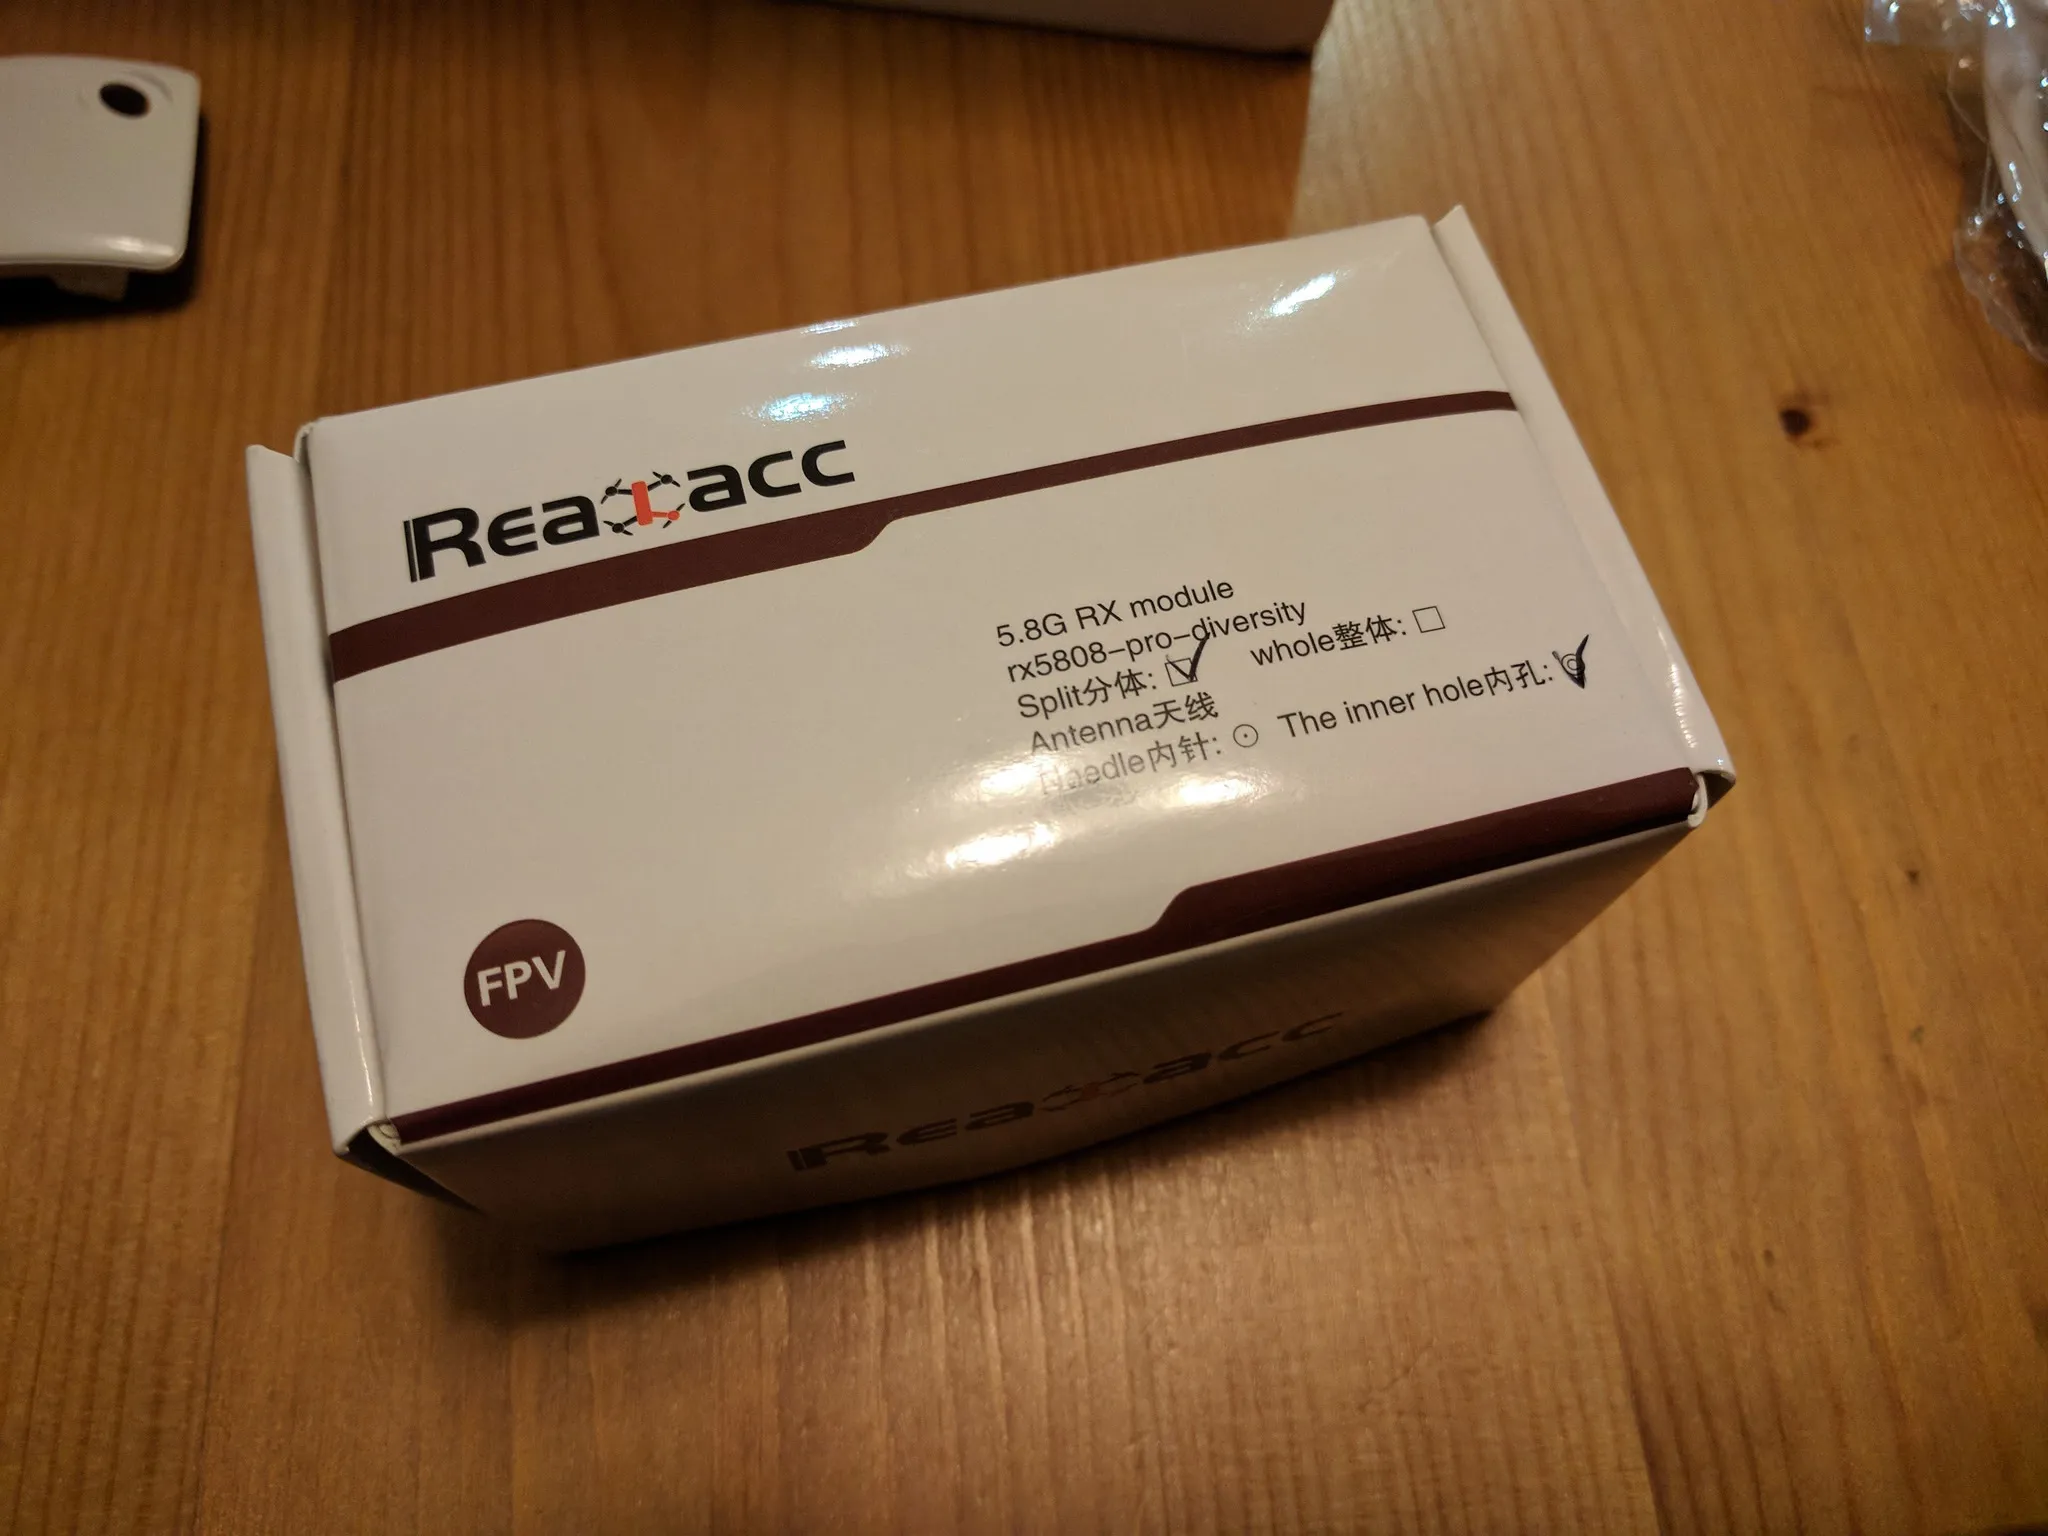 Realacc
5.8G RX module
rx5808-pro-diversity
Split分体: ☑ whole整体: □
Antenna天线
Needle内针: ⊙ The inner hole内孔: ◎
FPV
Realacc